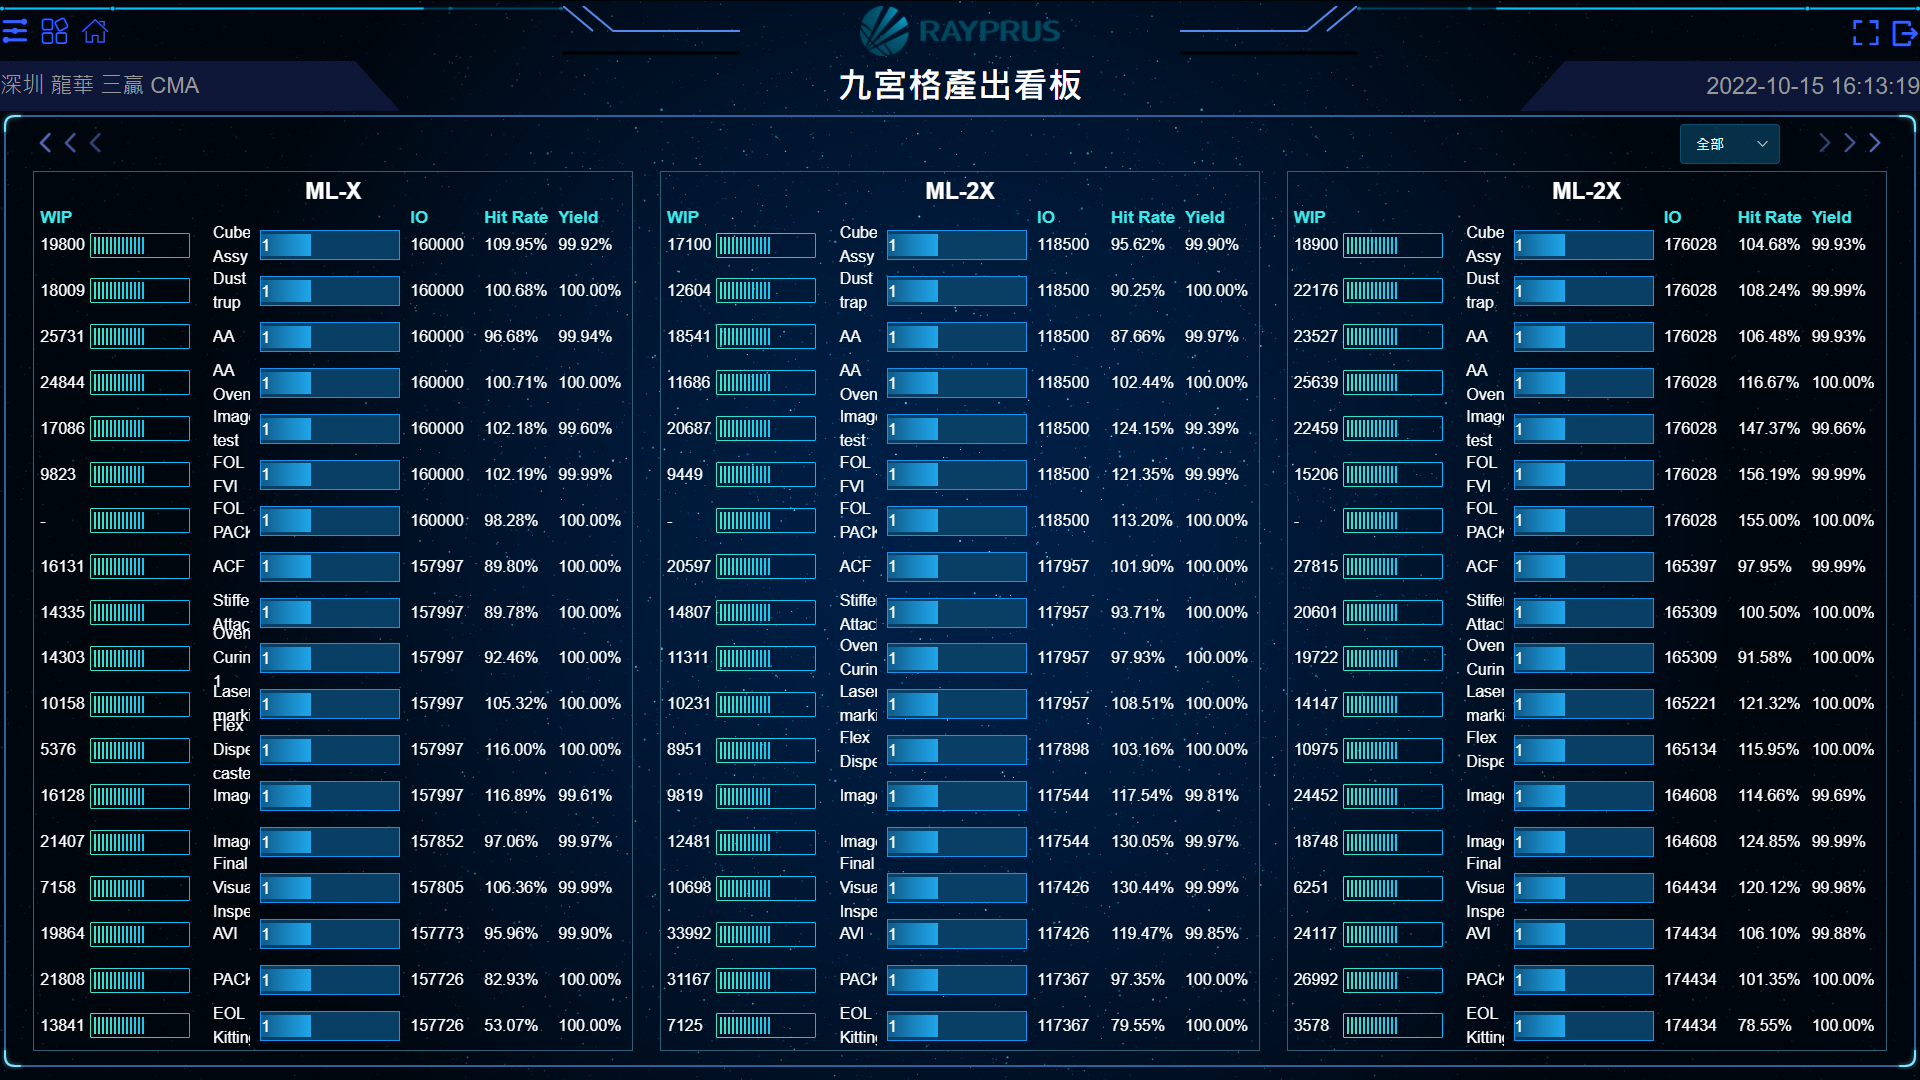 RAYPRUS
深圳 龍華 三贏 CMA
九宮格產出看板
2022-10-15 16:13:19
全部
ML-X
WIP IO Hit Rate Yield
19800 Cube Assy 1 160000 109.95% 99.92%
18009 Dust trup 1 160000 100.68% 100.00%
25731 AA 1 160000 96.68% 99.94%
24844 AA Oven 1 160000 100.71% 100.00%
17086 Image test 1 160000 102.18% 99.60%
9823 FOL FVI 1 160000 102.19% 99.99%
- FOL PACK 1 160000 98.28% 100.00%
16131 ACF 1 157997 89.80% 100.00%
14335 Stiffe Attac 1 157997 89.78% 100.00%
14303 Oven Curin 1 1 157997 92.46% 100.00%
10158 Laser marki 1 157997 105.32% 100.00%
5376 Flex Dispe caste 1 157997 116.00% 100.00%
16128 Image 1 157997 116.89% 99.61%
21407 Image 1 157852 97.06% 99.97%
7158 Final Visua Inspe 1 157805 106.36% 99.99%
19864 AVI 1 157773 95.96% 99.90%
21808 PACK 1 157726 82.93% 100.00%
13841 EOL Kitting 1 157726 53.07% 100.00%
ML-2X
WIP IO Hit Rate Yield
17100 Cube Assy 1 118500 95.62% 99.90%
12604 Dust trap 1 118500 90.25% 100.00%
18541 AA 1 118500 87.66% 99.97%
11686 AA Oven 1 118500 102.44% 100.00%
20687 Image test 1 118500 124.15% 99.39%
9449 FOL FVI 1 118500 121.35% 99.99%
- FOL PACK 1 118500 113.20% 100.00%
20597 ACF 1 117957 101.90% 100.00%
14807 Stiffe Attac 1 117957 93.71% 100.00%
11311 Oven Curin 1 117957 97.93% 100.00%
10231 Laser marki 1 117957 108.51% 100.00%
8951 Flex Dispe 1 117898 103.16% 100.00%
9819 Image 1 117544 117.54% 99.81%
12481 Image 1 117544 130.05% 99.97%
10698 Final Visua Inspe 1 117426 130.44% 99.99%
33992 AVI 1 117426 119.47% 99.85%
31167 PACK 1 117367 97.35% 100.00%
7125 EOL Kitting 1 117367 79.55% 100.00%
ML-2X
WIP IO Hit Rate Yield
18900 Cube Assy 1 176028 104.68% 99.93%
22176 Dust trap 1 176028 108.24% 99.99%
23527 AA 1 176028 106.48% 99.93%
25639 AA Oven 1 176028 116.67% 100.00%
22459 Image test 1 176028 147.37% 99.66%
15206 FOL FVI 1 176028 156.19% 99.99%
- FOL PACK 1 176028 155.00% 100.00%
27815 ACF 1 165397 97.95% 99.99%
20601 Stiffe Attac 1 165309 100.50% 100.00%
19722 Oven Curin 1 165309 91.58% 100.00%
14147 Laser marki 1 165221 121.32% 100.00%
10975 Flex Dispe 1 165134 115.95% 100.00%
24452 Image 1 164608 114.66% 99.69%
18748 Image 1 164608 124.85% 99.99%
6251 Final Visua Inspe 1 164434 120.12% 99.98%
24117 AVI 1 174434 106.10% 99.88%
26992 PACK 1 174434 101.35% 100.00%
3578 EOL Kitting 1 174434 78.55% 100.00%